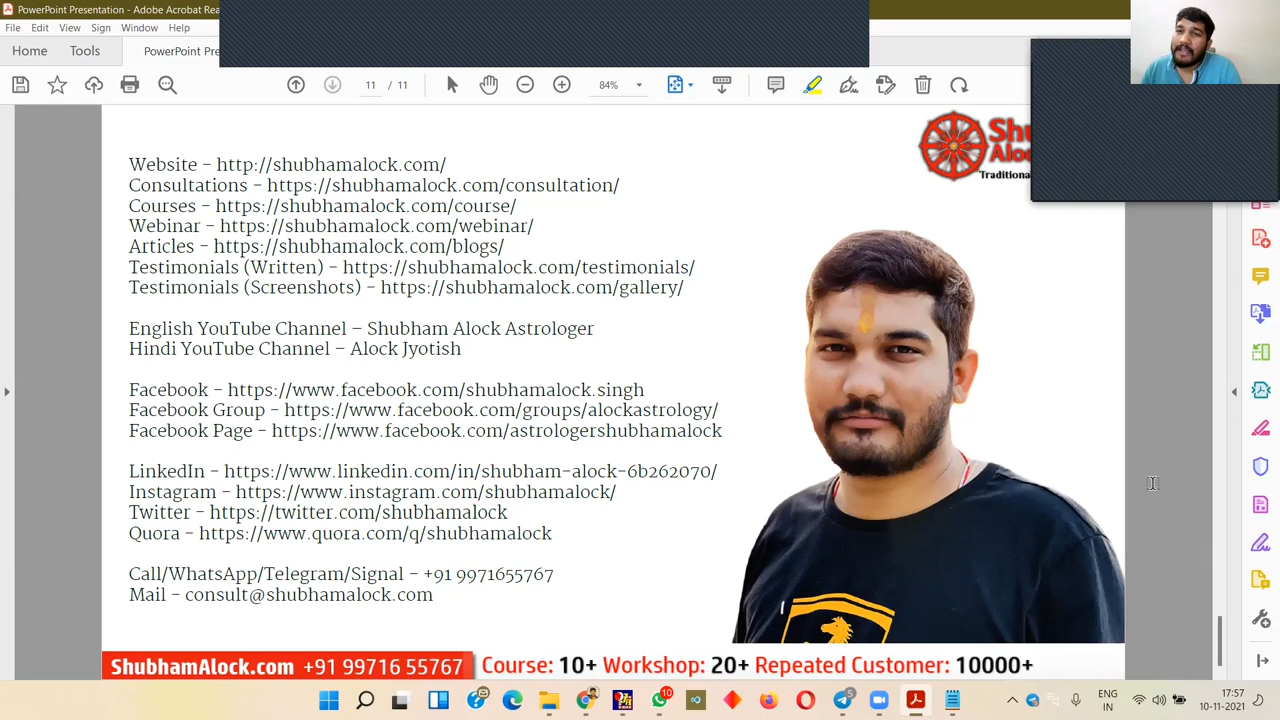 PowerPoint Presentation - Adobe Acrobat Rea
File Edit View Sign Window Help
Home Tools PowerPoint Pre
11 / 11 84%
Traditional
Website - http://shubhamalock.com/
Consultations - https://shubhamalock.com/consultation/
Courses - https://shubhamalock.com/course/
Webinar - https://shubhamalock.com/webinar/
Articles - https://shubhamalock.com/blogs/
Testimonials (Written) - https://shubhamalock.com/testimonials/
Testimonials (Screenshots) - https://shubhamalock.com/gallery/
English YouTube Channel – Shubham Alock Astrologer
Hindi YouTube Channel – Alock Jyotish
Facebook - https://www.facebook.com/shubhamalock.singh
Facebook Group - https://www.facebook.com/groups/alockastrology/
Facebook Page - https://www.facebook.com/astrologershubhamalock
LinkedIn - https://www.linkedin.com/in/shubham-alock-6b262070/
Instagram - https://www.instagram.com/shubhamalock/
Twitter - https://twitter.com/shubhamalock
Quora - https://www.quora.com/q/shubhamalock
Call/WhatsApp/Telegram/Signal - +91 9971655767
Mail - consult@shubhamalock.com
ShubhamAlock.com +91 99716 55767 Course: 10+ Workshop: 20+ Repeated Customer: 10000+
10 5 ENG 17:57
IN 10-11-2021